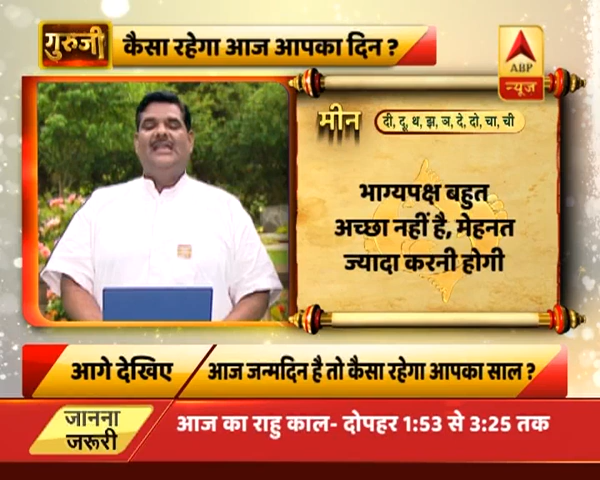 गुरुजी
कैसा रहेगा आज आपका दिन ?
ABP
न्यूज़
मीन
दी, दू, थ, झ, ञ, दे, दो, चा, ची
भाग्यपक्ष बहुत
अच्छा नहीं है, मेहनत
ज्यादा करनी होगी
आगे देखिए
आज जन्मदिन है तो कैसा रहेगा आपका साल ?
जानना
जरूरी
आज का राहु काल- दोपहर 1:53 से 3:25 तक